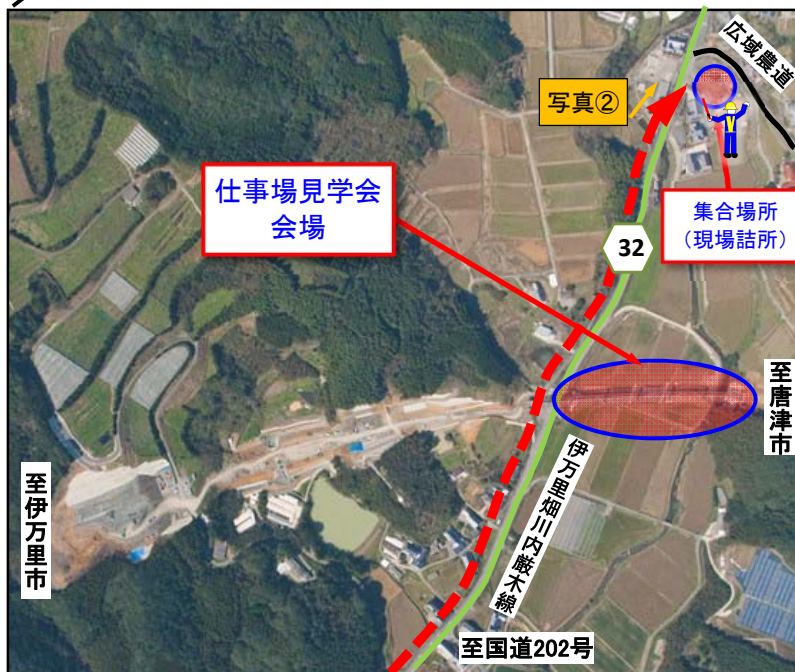 広域農道
写真②
仕事場見学会
会場
集合場所
（現場詰所）
32
至唐津市
至伊万里市
伊万里畑川内厳木線
至国道202号